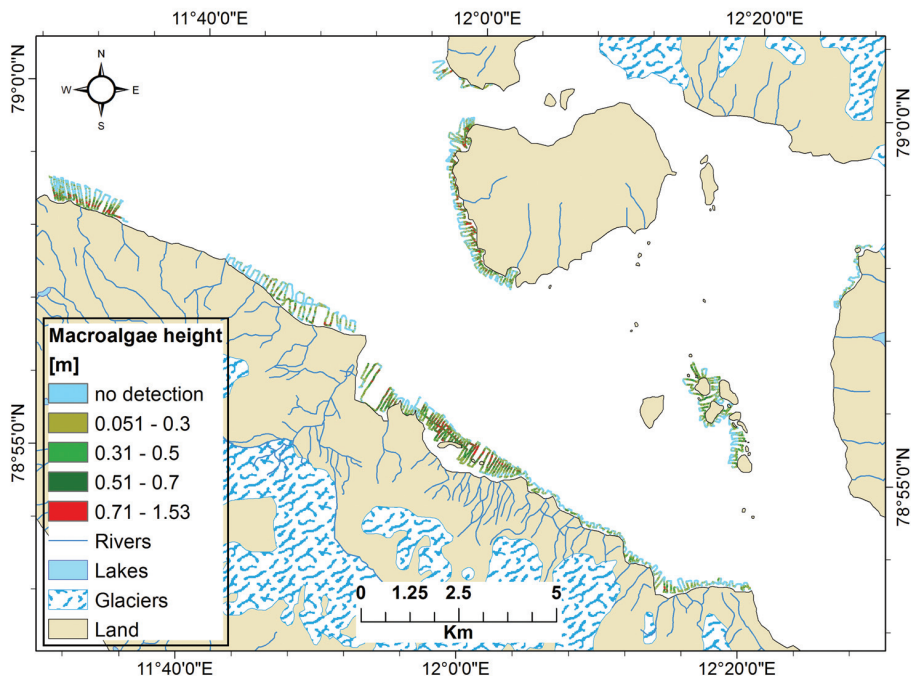 11°40'0"E 12°0'0"E 12°20'0"E
N
W E
S
79°0'0"N
79°0'0"N
78°55'0"N
78°55'0"N
Macroalgae height
[m]
no detection
0.051 - 0.3
0.31 - 0.5
0.51 - 0.7
0.71 - 1.53
Rivers
Lakes
Glaciers
Land
0 1.25 2.5 5
Km
11°40'0"E 12°0'0"E 12°20'0"E